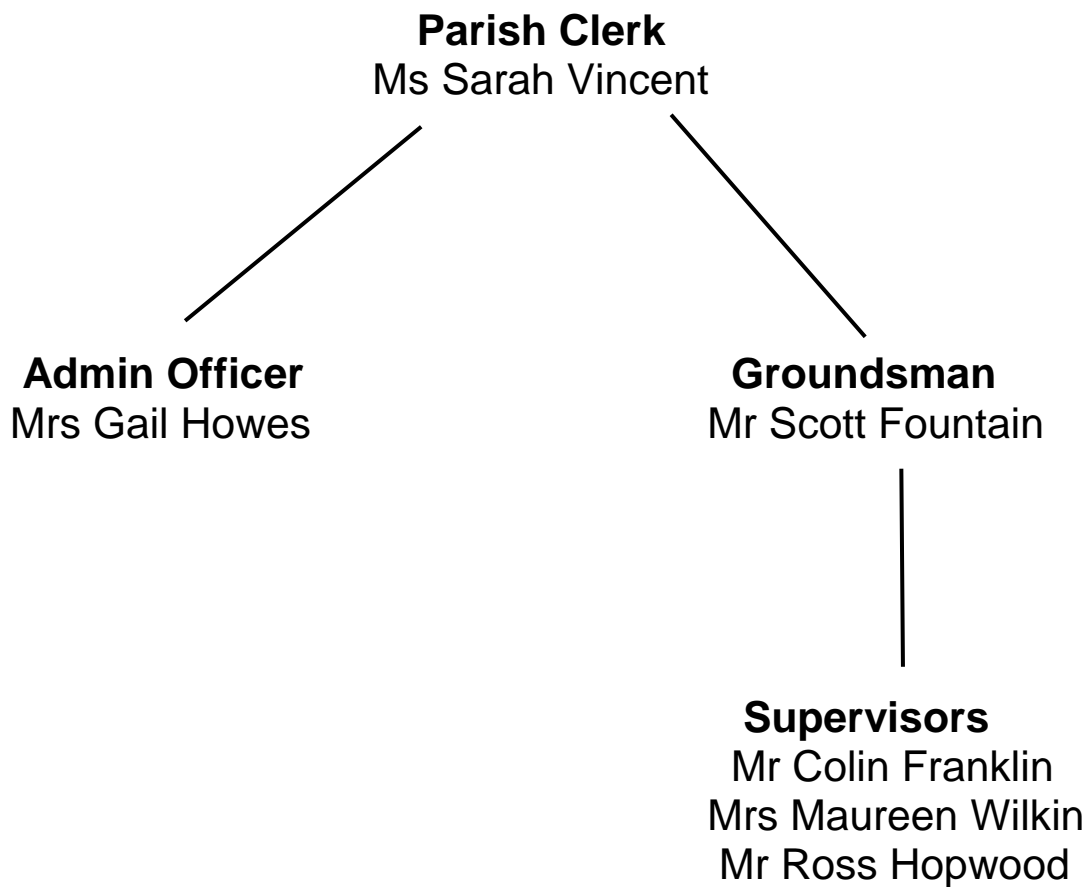 Parish Clerk
Ms Sarah Vincent
Admin Officer
Mrs Gail Howes
Groundsman
Mr Scott Fountain
Supervisors
Mr Colin Franklin
Mrs Maureen Wilkin
Mr Ross Hopwood